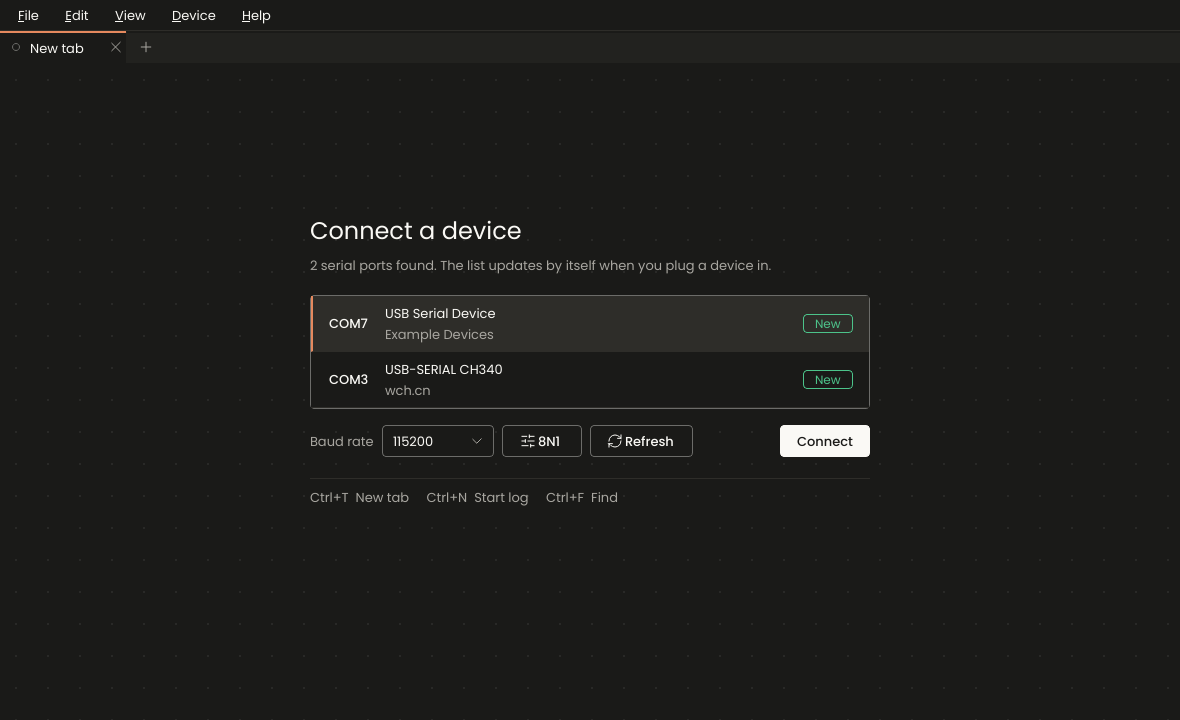 File Edit View Device Help
New tab
Connect a device
2 serial ports found. The list updates by itself when you plug a device in.
COM7 USB Serial Device New
Example Devices
COM3 USB-SERIAL CH340 New
wch.cn
Baud rate 115200 8N1 Refresh Connect
Ctrl+T New tab Ctrl+N Start log Ctrl+F Find